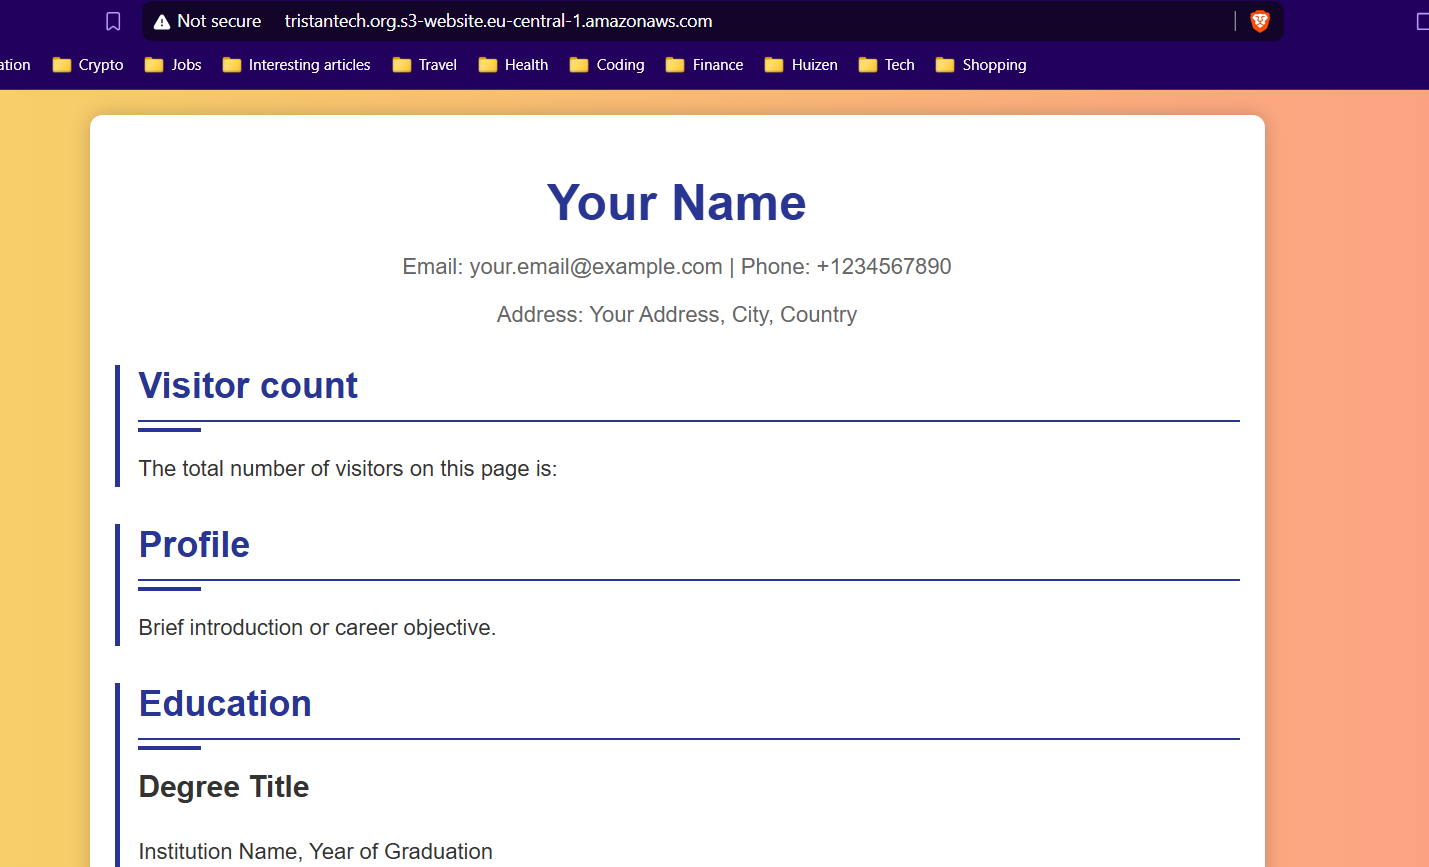 Not secure tristantech.org.s3-website.eu-central-1.amazonaws.com
ation Crypto Jobs Interesting articles Travel Health Coding Finance Huizen Tech Shopping
Your Name
Email: your.email@example.com | Phone: +1234567890
Address: Your Address, City, Country
Visitor count
The total number of visitors on this page is:
Profile
Brief introduction or career objective.
Education
Degree Title
Institution Name, Year of Graduation